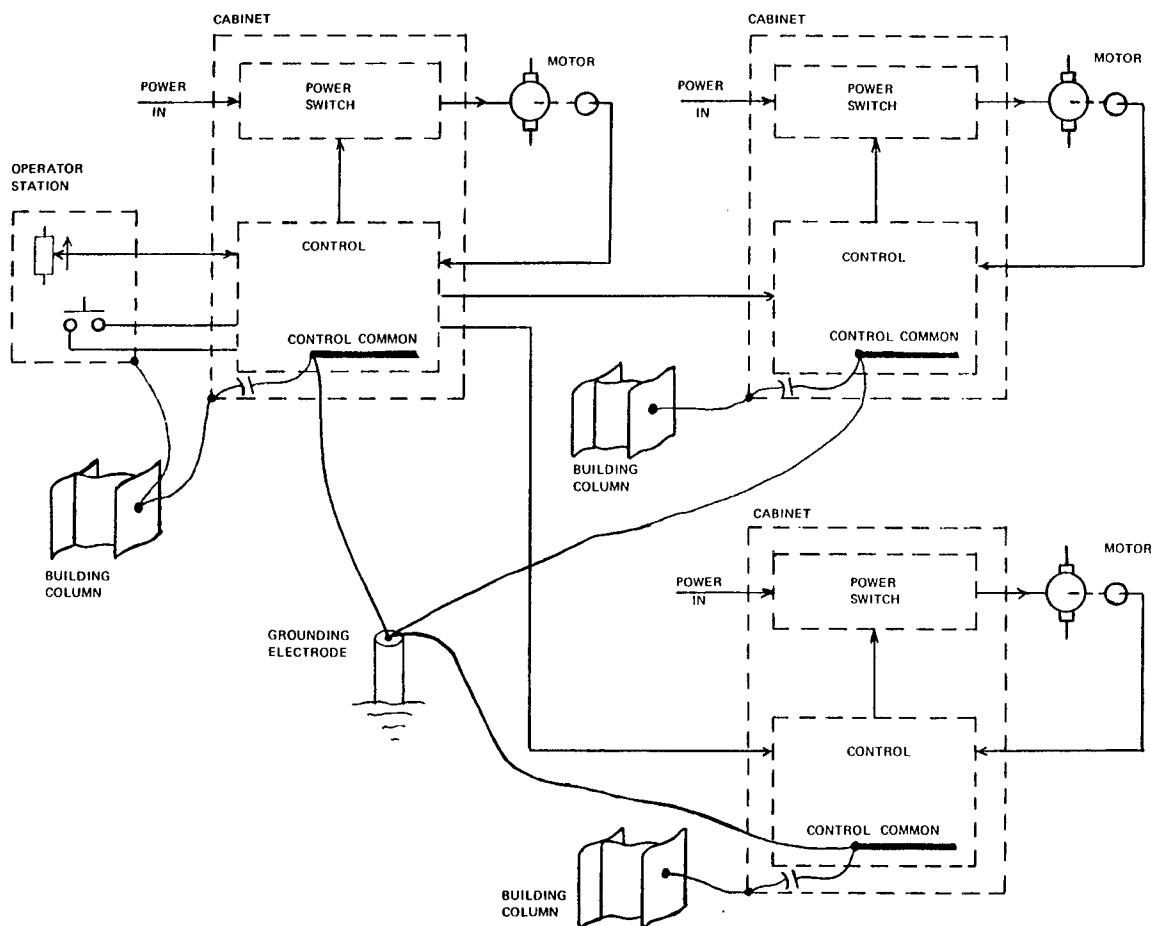 CABINET
POWER
IN
POWER
SWITCH
MOTOR
OPERATOR
STATION
CONTROL
CONTROL COMMON
BUILDING
COLUMN
CABINET
POWER
IN
POWER
SWITCH
MOTOR
CONTROL
CONTROL COMMON
BUILDING
COLUMN
GROUNDING
ELECTRODE
CABINET
POWER
IN
POWER
SWITCH
MOTOR
CONTROL
CONTROL COMMON
BUILDING
COLUMN